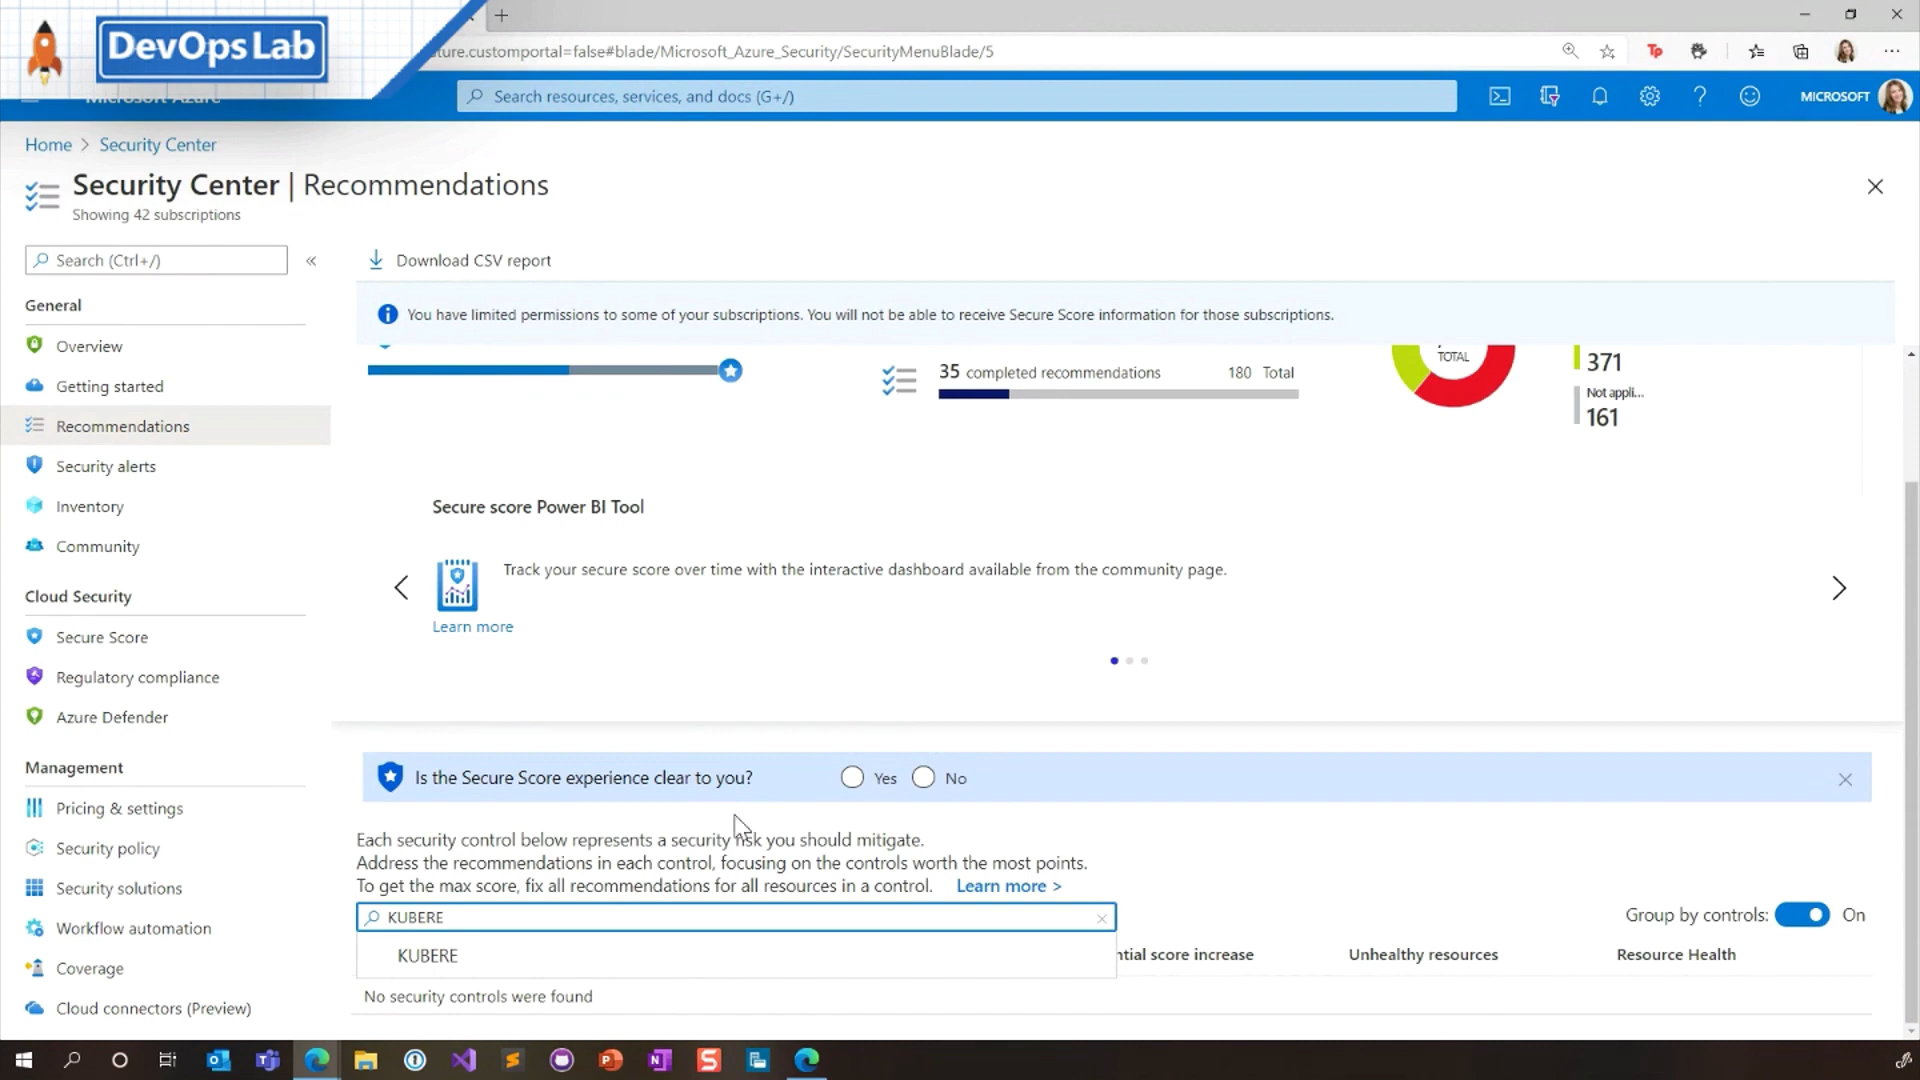 DevOps Lab
ture.customportal=false#blade/Microsoft_Azure_Security/SecurityMenuBlade/5
Microsoft Azure
Search resources, services, and docs (G+/)
MICROSOFT
Home > Security Center
Security Center | Recommendations
Showing 42 subscriptions
Search (Ctrl+/)
«
Download CSV report
General
Overview
Getting started
Recommendations
Security alerts
Inventory
Community
Cloud Security
Secure Score
Regulatory compliance
Azure Defender
Management
Pricing & settings
Security policy
Security solutions
Workflow automation
Coverage
Cloud connectors (Preview)
You have limited permissions to some of your subscriptions. You will not be able to receive Secure Score information for those subscriptions.
35 completed recommendations 180 Total
TOTAL
371
Not appli...
161
Secure score Power BI Tool
Track your secure score over time with the interactive dashboard available from the community page.
Learn more
Is the Secure Score experience clear to you? Yes No
Each security control below represents a security risk you should mitigate.
Address the recommendations in each control, focusing on the controls worth the most points.
To get the max score, fix all recommendations for all resources in a control. Learn more >
KUBERE
Group by controls: On
KUBERE
ntial score increase Unhealthy resources Resource Health
No security controls were found